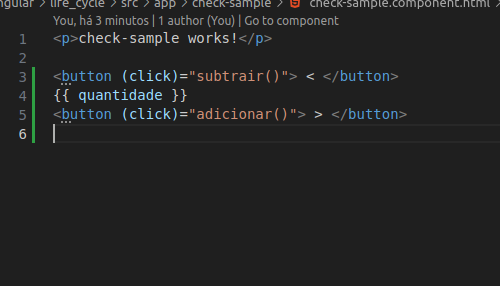 angular > life_cycle > src > app > check-sample > check-sample.component.html
You, há 3 minutos | 1 author (You) | Go to component
1 <p>check-sample works!</p>
2
3 <button (click)="subtrair()"> < </button>
4 {{ quantidade }}
5 <button (click)="adicionar()"> > </button>
6